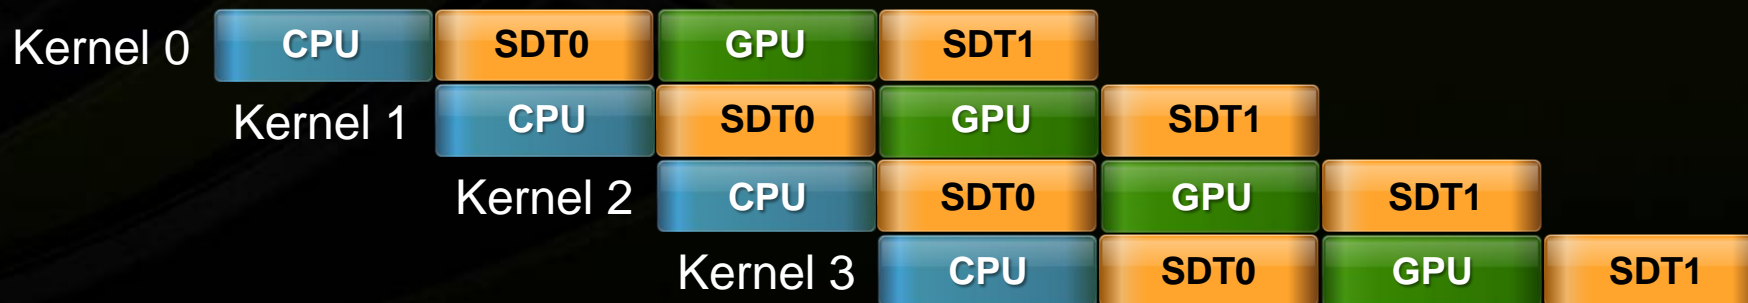 Kernel 0 CPU SDT0 GPU SDT1
Kernel 1 CPU SDT0 GPU SDT1
Kernel 2 CPU SDT0 GPU SDT1
Kernel 3 CPU SDT0 GPU SDT1